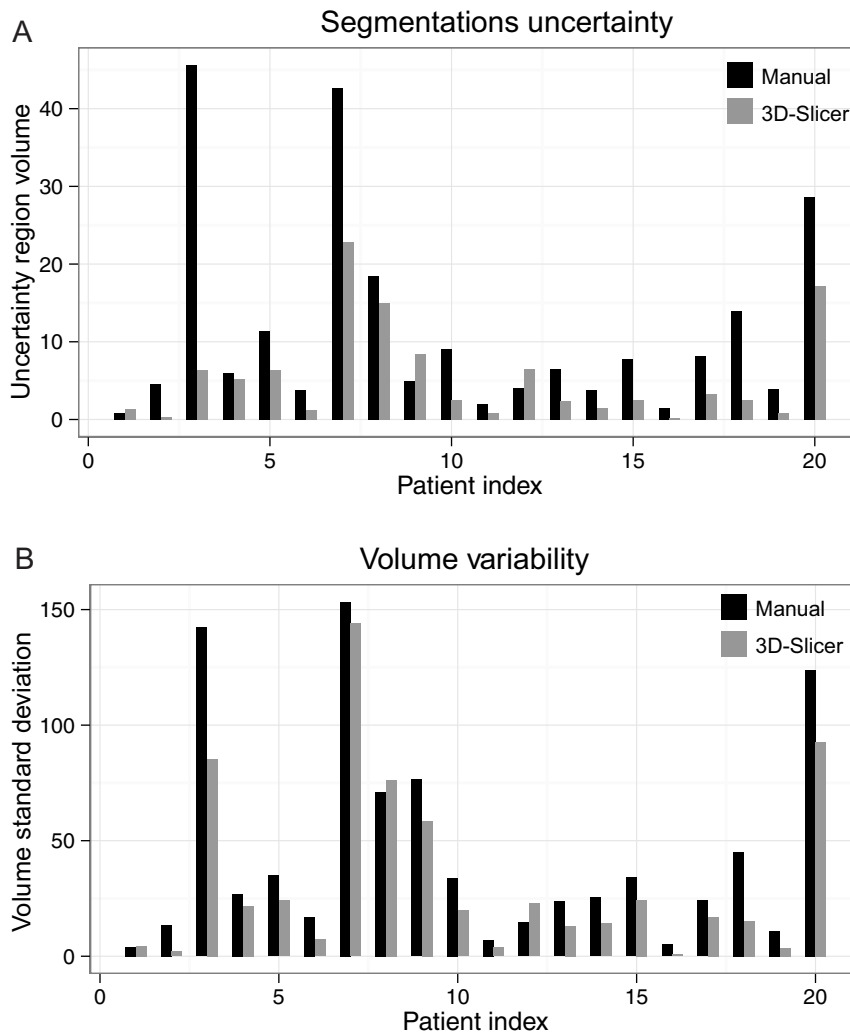 A
Segmentations uncertainty
Uncertainty region volume
40
30
20
10
0
Manual
3D-Slicer
0 5 10 15 20
Patient index
B
Volume variability
Volume standard deviation
150
100
50
0
Manual
3D-Slicer
0 5 10 15 20
Patient index